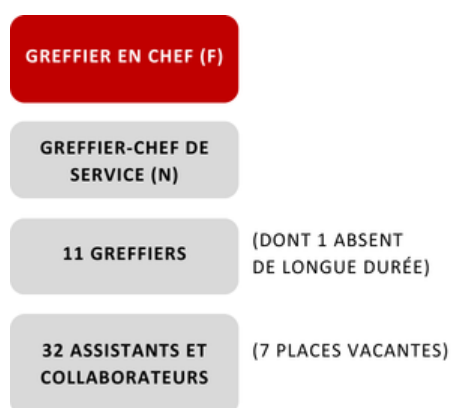 GREFFIER EN CHEF (F)
GREFFIER-CHEF DE
SERVICE (N)
11 GREFFIERS
(DONT 1 ABSENT
DE LONGUE DURÉE)
32 ASSISTANTS ET
COLLABORATEURS
(7 PLACES VACANTES)